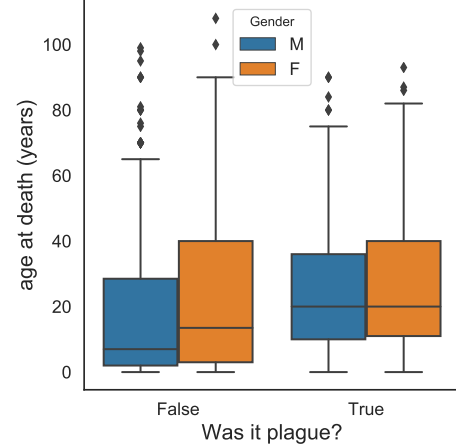 Gender
M
F
100
80
60
40
20
0
age at death (years)
False True
Was it plague?